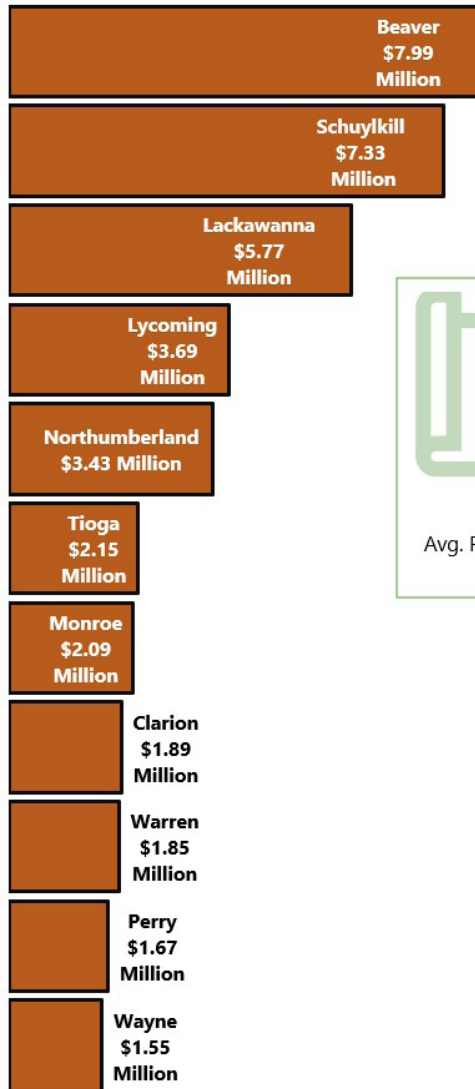 Beaver
$7.99
Million
Schuylkill
$7.33
Million
Lackawanna
$5.77
Million
Lycoming
$3.69
Million
Northumberland
$3.43 Million
Tioga
$2.15
Million
Avg.
Monroe
$2.09
Million
Clarion
$1.89
Million
Warren
$1.85
Million
Perry
$1.67
Million
Wayne
$1.55
Million